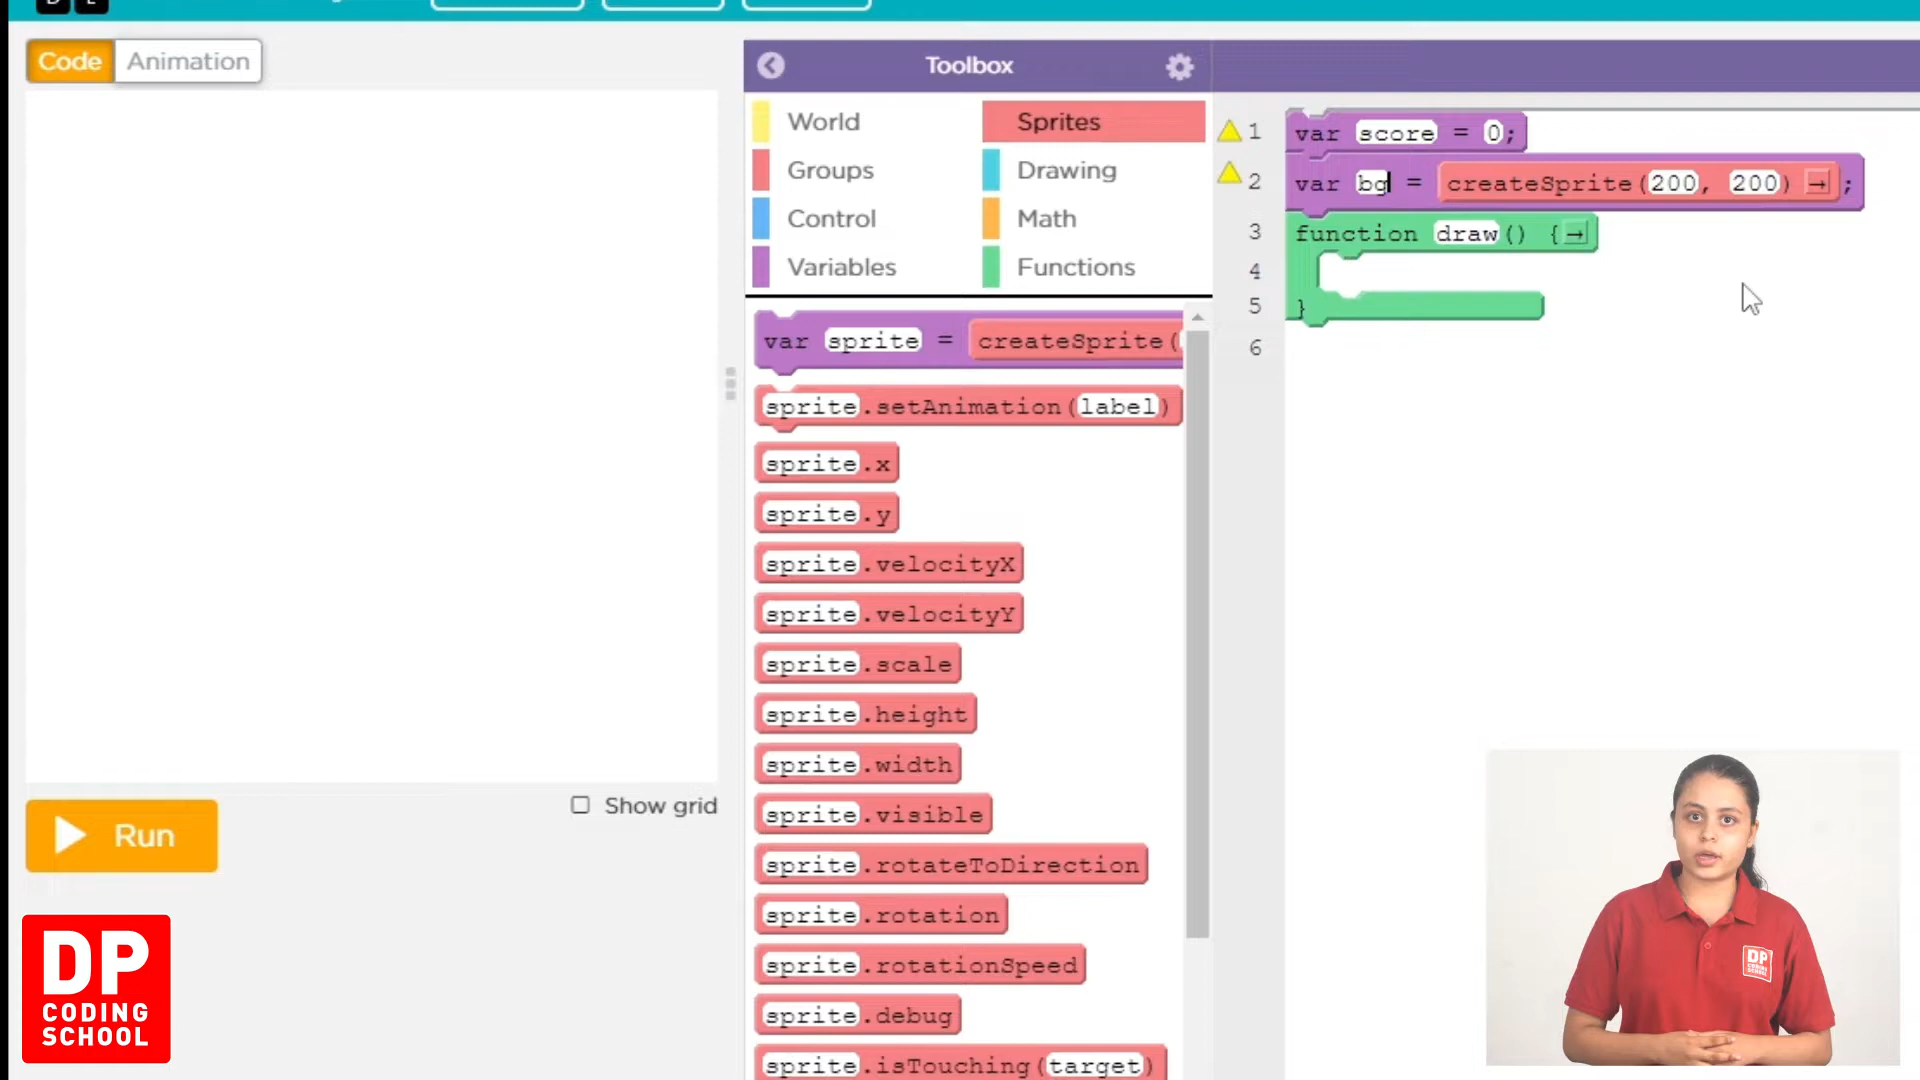 Code Animation
Toolbox
World Sprites
Groups Drawing
Control Math
Variables Functions
var sprite = createSprite(
sprite.setAnimation(label)
sprite.x
sprite.y
sprite.velocityX
sprite.velocityY
sprite.scale
sprite.height
sprite.width
sprite.visible
sprite.rotateToDirection
sprite.rotation
sprite.rotationSpeed
sprite.debug
sprite.isTouching(target)
1 var score = 0;
2 var bg = createSprite(200, 200) → ;
3 function draw() { →
4
5 }
6
Show grid
Run
DP
CODING
SCHOOL
DP